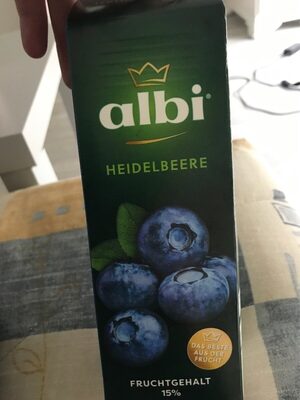 albi
HEIDELBEERE
DAS BESTE
AUS DER
FRUCHT
FRUCHTGEHALT
15%